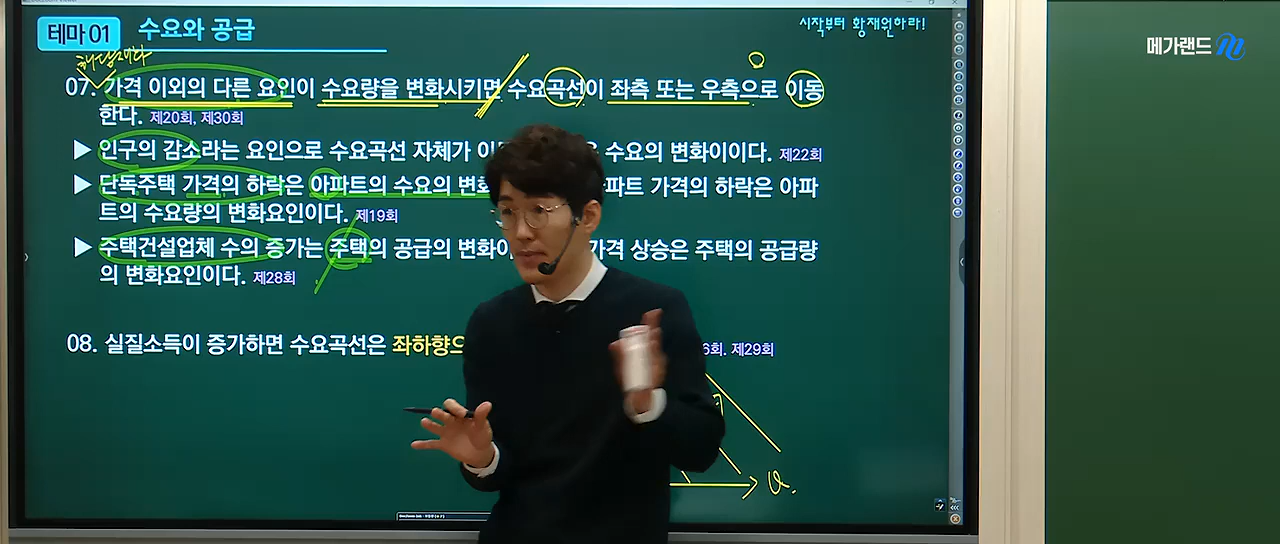 테마 01 수요와 공급
시작부터 황재원하라!
메가랜드
해당재화
07. 가격 이외의 다른 요인이 수요량을 변화시키면 수요곡선이 좌측 또는 우측으로 이동
한다. 제20회, 제30회
▶ 인구의 감소라는 요인으로 수요곡선 자체가 이 수요의 변화이이다. 제22회
▶ 단독주택 가격의 하락은 아파트의 수요의 변화 파트 가격의 하락은 아파
트의 수요량의 변화요인이다. 제19회
▶ 주택건설업체 수의 증가는 주택의 공급의 변화 가격 상승은 주택의 공급량
의 변화요인이다. 제28회
08. 실질소득이 증가하면 수요곡선은 좌하향으 6회. 제29회
Q.